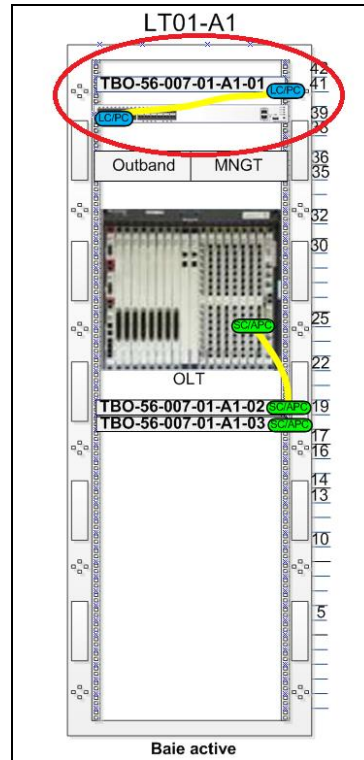 LT01-A1
42
TBO-56-007-01-A1-01 LC/PC 41
LC/PC 39
38
Outband MNGT 36
35
32
30
SC/APC 25
22
OLT
TBO-56-007-01-A1-02 SC/APC 19
TBO-56-007-01-A1-03 SC/APC
17
16
14
13
10
5
Baie active